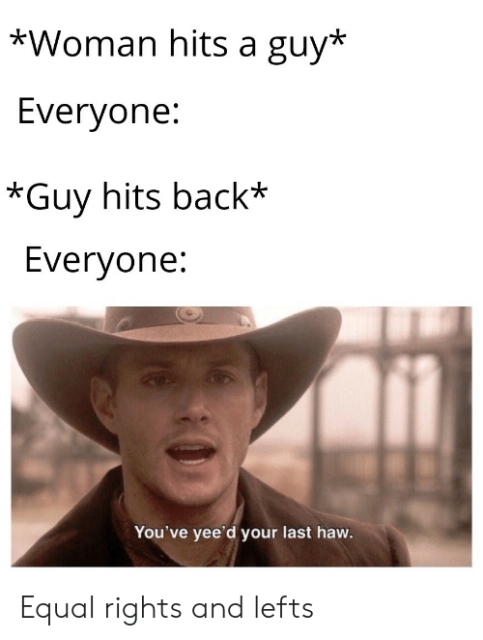 *Woman hits a guy*
Everyone:
*Guy hits back*
Everyone:
You've yee'd your last haw.
Equal rights and lefts